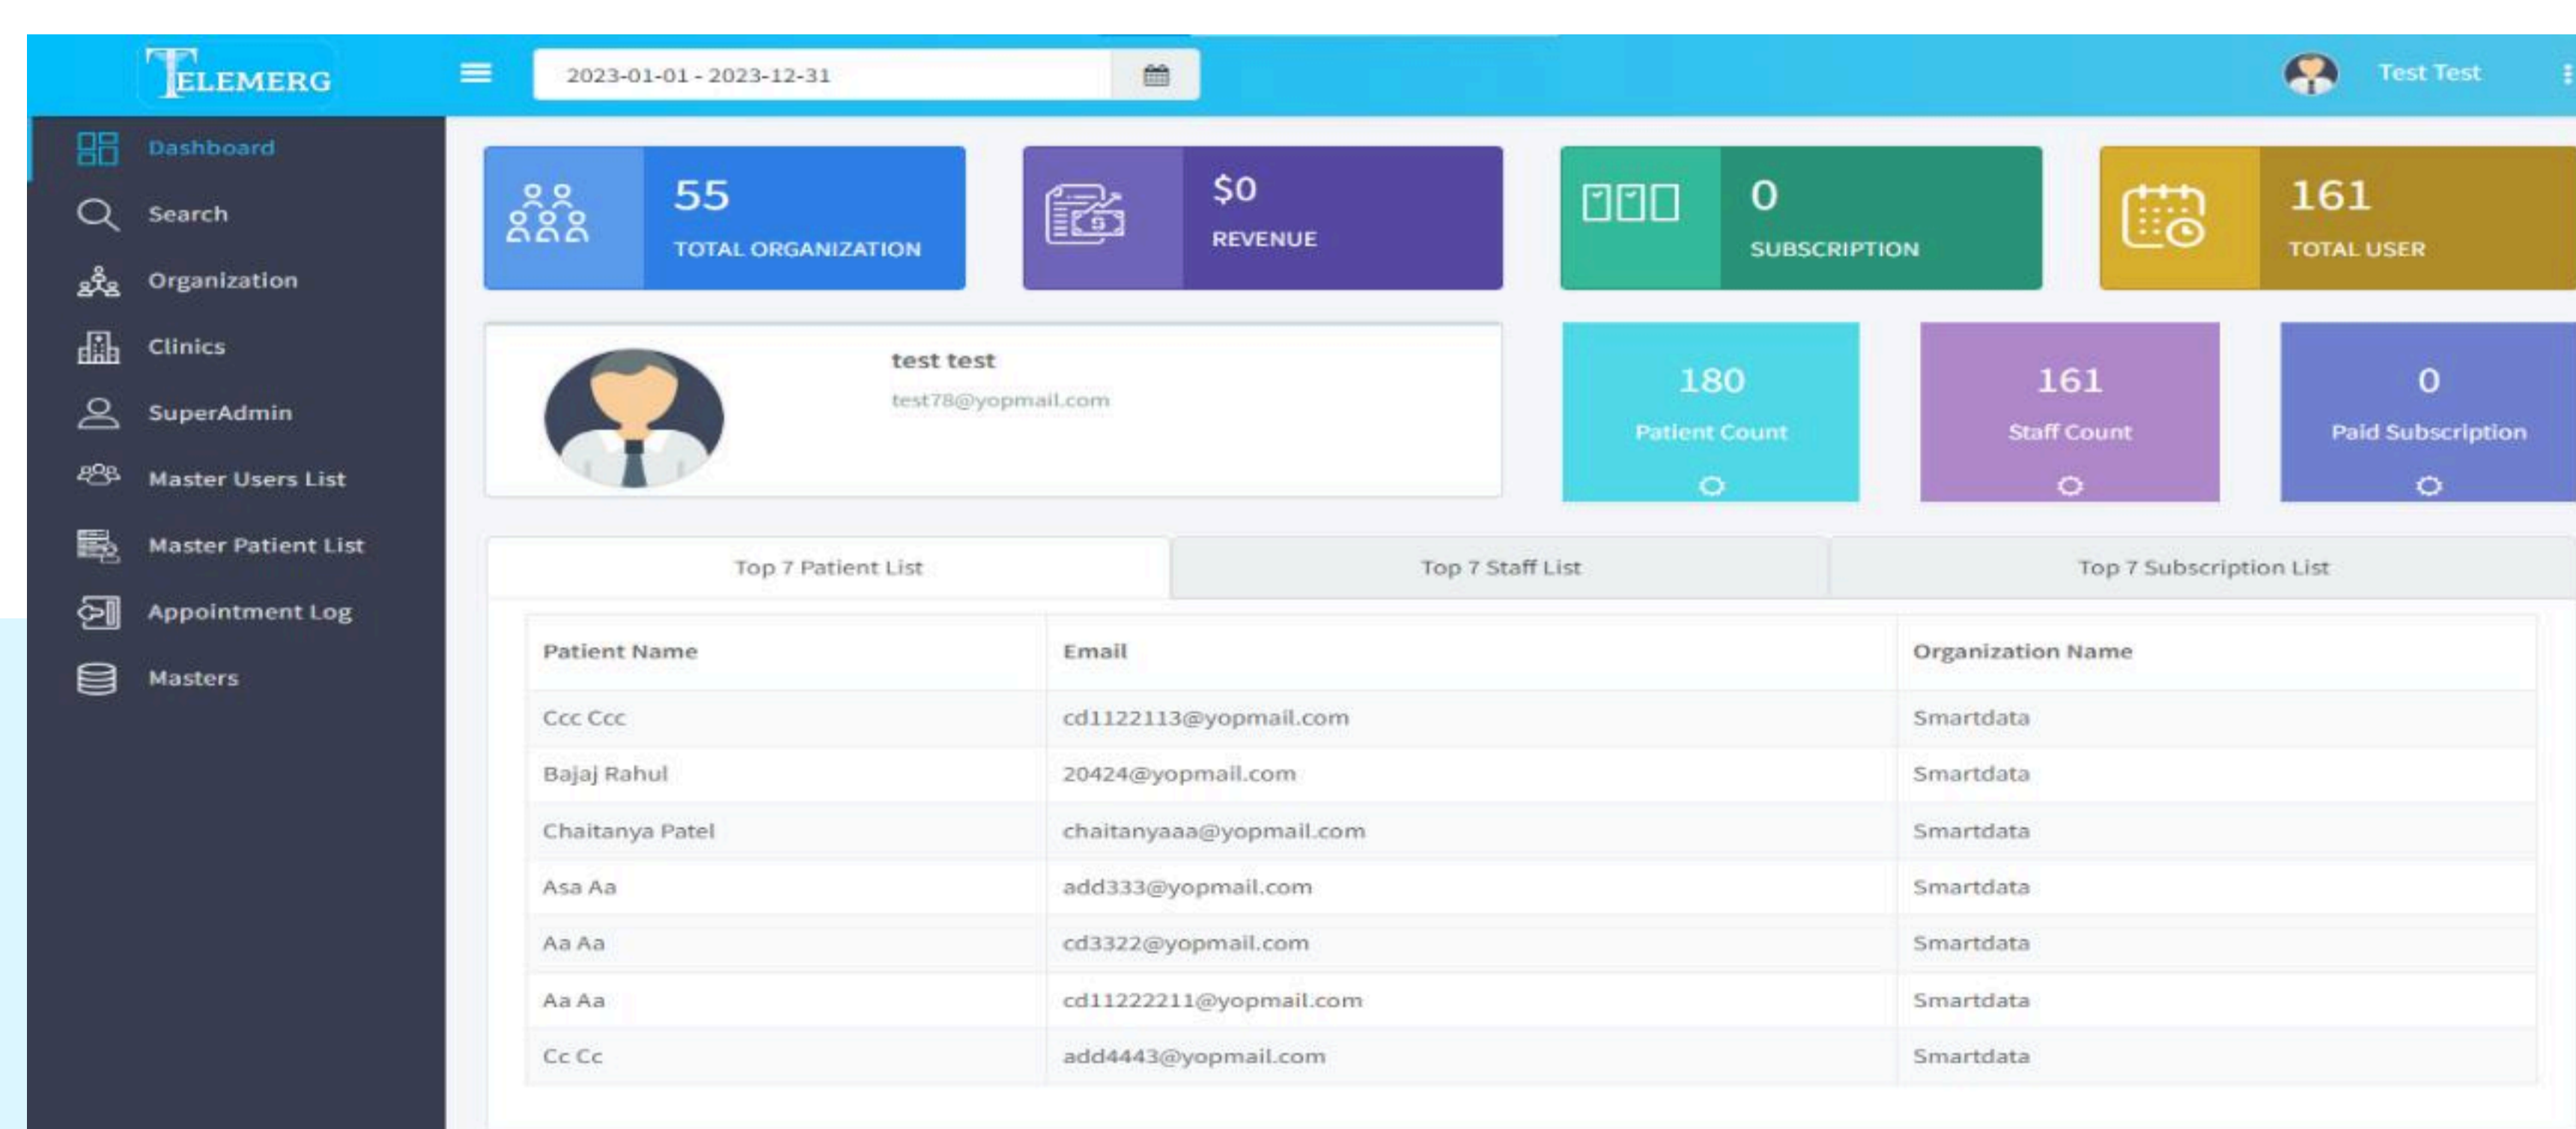 TELEMERG
2023-01-01 - 2023-12-31
Test Test
Dashboard
Search
Organization
Clinics
SuperAdmin
Master Users List
Master Patient List
Appointment Log
Masters
55
TOTAL ORGANIZATION
$0
REVENUE
0
SUBSCRIPTION
161
TOTAL USER
test test
test78@yopmail.com
180
Patient Count
161
Staff Count
0
Paid Subscription
Top 7 Patient List Top 7 Staff List Top 7 Subscription List
Patient Name Email Organization Name
Ccc Ccc cd1122113@yopmail.com Smartdata
Bajaj Rahul 20424@yopmail.com Smartdata
Chaitanya Patel chaitanyaaa@yopmail.com Smartdata
Asa Aa add333@yopmail.com Smartdata
Aa Aa cd3322@yopmail.com Smartdata
Aa Aa cd11222211@yopmail.com Smartdata
Cc Cc add4443@yopmail.com Smartdata